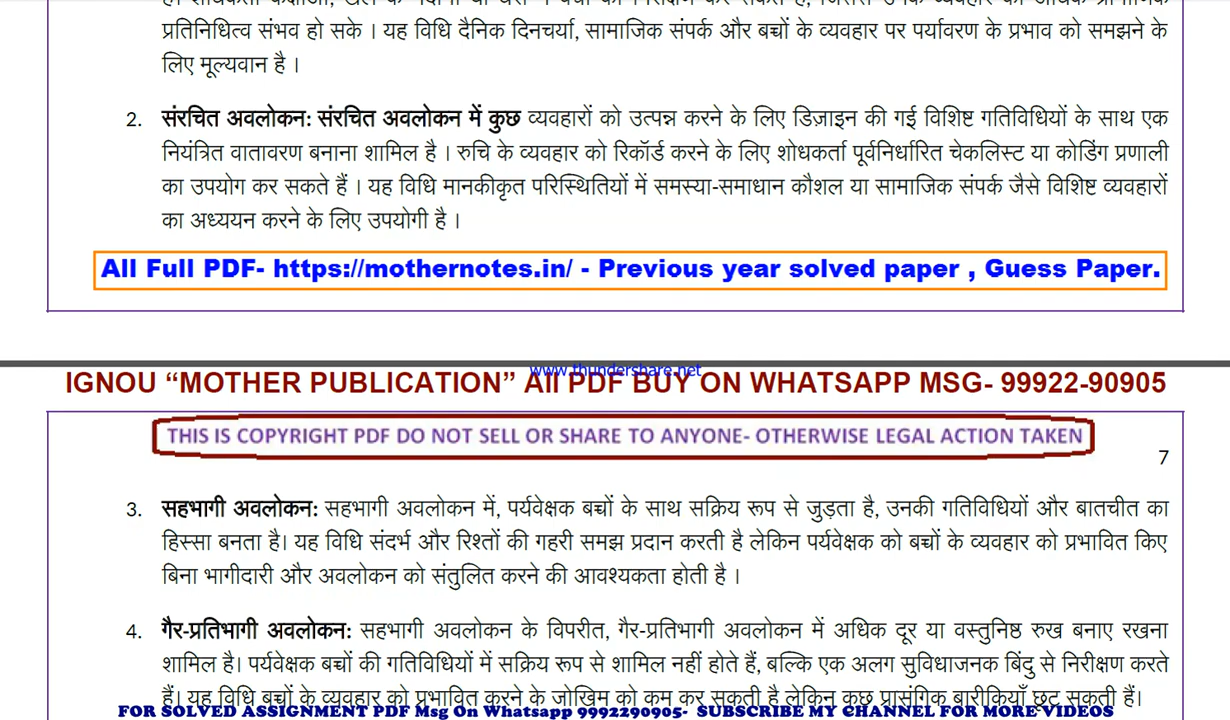 प्रतिनिधित्व संभव हो सके । यह विधि दैनिक दिनचर्या, सामाजिक संपर्क और बच्चों के व्यवहार पर पर्यावरण के प्रभाव को समझने के
लिए मूल्यवान है ।
2. संरचित अवलोकन: संरचित अवलोकन में कुछ व्यवहारों को उत्पन्न करने के लिए डिज़ाइन की गई विशिष्ट गतिविधियों के साथ एक
नियंत्रित वातावरण बनाना शामिल है । रुचि के व्यवहार को रिकॉर्ड करने के लिए शोधकर्ता पूर्वनिर्धारित चेकलिस्ट या कोडिंग प्रणाली
का उपयोग कर सकते हैं । यह विधि मानकीकृत परिस्थितियों में समस्या-समाधान कौशल या सामाजिक संपर्क जैसे विशिष्ट व्यवहारों
का अध्ययन करने के लिए उपयोगी है ।
All Full PDF- https://mothernotes.in/ - Previous year solved paper , Guess Paper.
www.thundershare.net
IGNOU “MOTHER PUBLICATION” All PDF BUY ON WHATSAPP MSG- 99922-90905
THIS IS COPYRIGHT PDF DO NOT SELL OR SHARE TO ANYONE- OTHERWISE LEGAL ACTION TAKEN
7
3. सहभागी अवलोकन: सहभागी अवलोकन में, पर्यवेक्षक बच्चों के साथ सक्रिय रूप से जुड़ता है, उनकी गतिविधियों और बातचीत का
हिस्सा बनता है। यह विधि संदर्भ और रिश्तों की गहरी समझ प्रदान करती है लेकिन पर्यवेक्षक को बच्चों के व्यवहार को प्रभावित किए
बिना भागीदारी और अवलोकन को संतुलित करने की आवश्यकता होती है ।
4. गैर-प्रतिभागी अवलोकन: सहभागी अवलोकन के विपरीत, गैर-प्रतिभागी अवलोकन में अधिक दूर या वस्तुनिष्ठ रुख बनाए रखना
शामिल है। पर्यवेक्षक बच्चों की गतिविधियों में सक्रिय रूप से शामिल नहीं होते हैं, बल्कि एक अलग सुविधाजनक बिंदु से निरीक्षण करते
हैं। यह विधि बच्चों के व्यवहार को प्रभावित करने के जोखिम को कम कर सकती है लेकिन कुछ प्रासंगिक बारीकियाँ छूट सकती हैं।
FOR SOLVED ASSIGNMENT PDF Msg On Whatsapp 9992290905- SUBSCRIBE MY CHANNEL FOR MORE VIDEOS